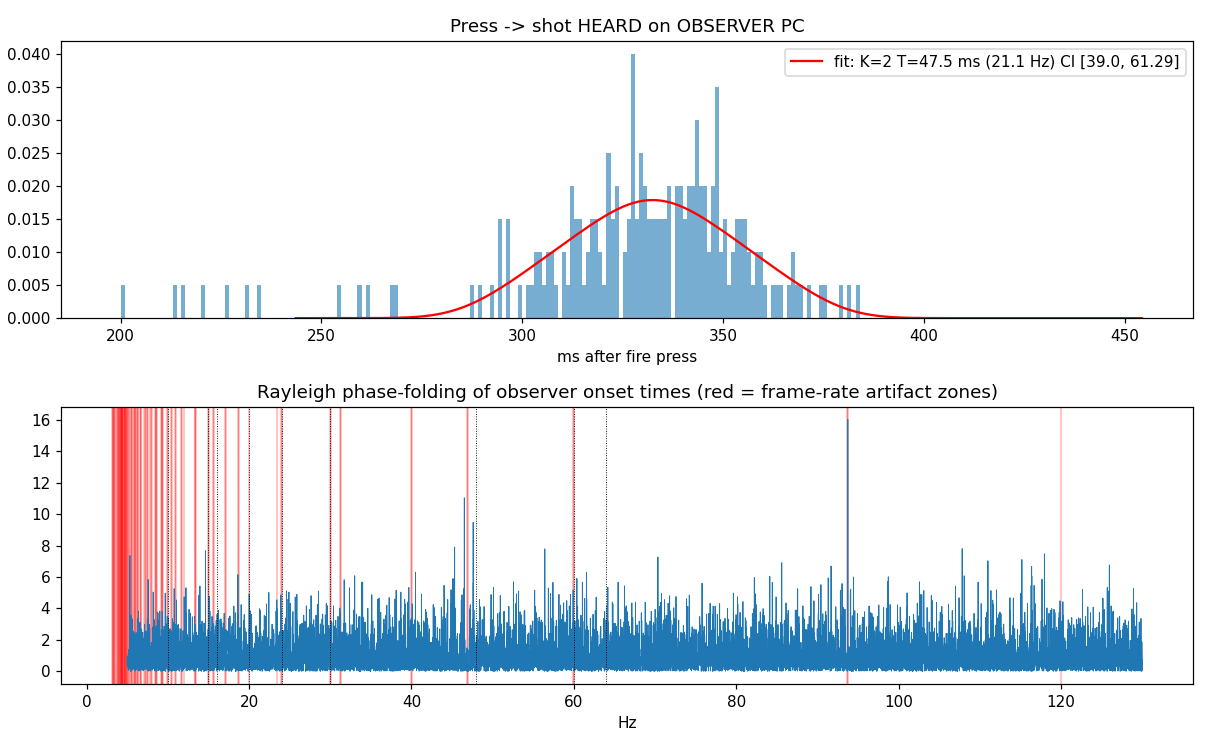 Press -> shot HEARD on OBSERVER PC
fit: K=2 T=47.5 ms (21.1 Hz) CI [39.0, 61.29]
0.040
0.035
0.030
0.025
0.020
0.015
0.010
0.005
0.000
200 250 300 350 400 450
ms after fire press
Rayleigh phase-folding of observer onset times (red = frame-rate artifact zones)
16
14
12
10
8
6
4
2
0
0 20 40 60 80 100 120
Hz